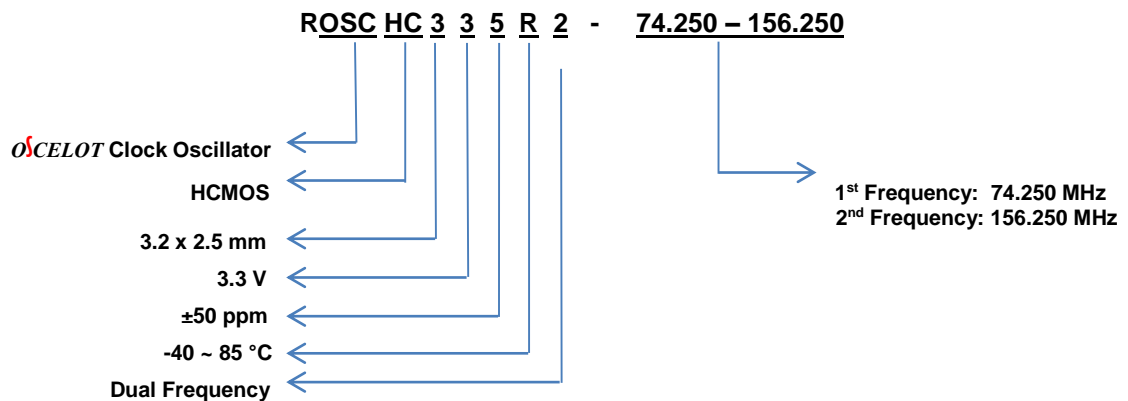 ROSC HC 3 3 5 R 2 - 74.250 – 156.250
OSCELOT Clock Oscillator
HCMOS
1st Frequency: 74.250 MHz
2nd Frequency: 156.250 MHz
3.2 x 2.5 mm
3.3 V
±50 ppm
-40 ~ 85 °C
Dual Frequency